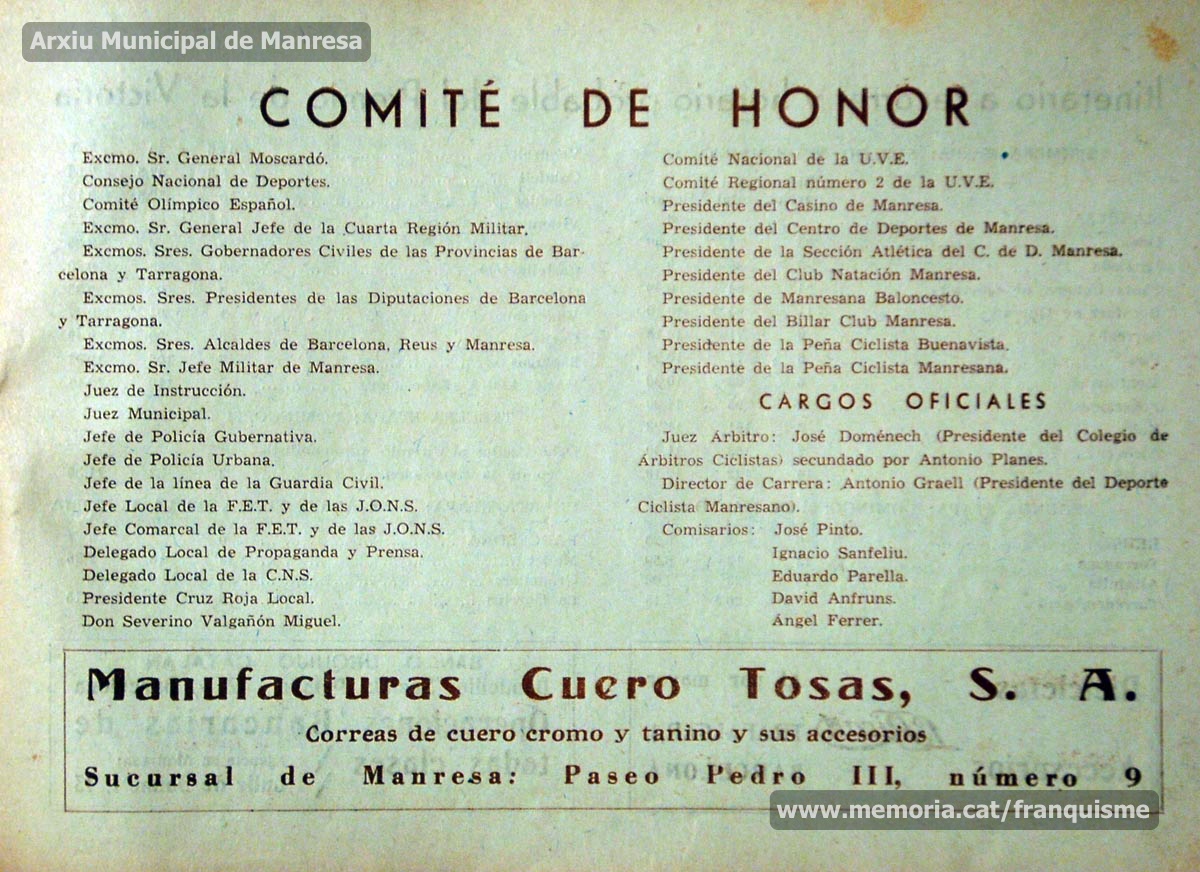 Arxiu Municipal de Manresa
COMITÉ DE HONOR
Excmo. Sr. General Moscardó.
Consejo Nacional de Deportes.
Comité Olímpico Español.
Excmo. Sr. General Jefe de la Cuarta Región Militar.
Excmos. Sres. Gobernadores Civiles de las Provincias de Bar-
celona y Tarragona.
Excmos. Sres. Presidentes de las Diputaciones de Barcelona
y Tarragona.
Excmos. Sres. Alcaldes de Barcelona, Reus y Manresa.
Excmo. Sr. Jefe Militar de Manresa.
Juez de Instrucción.
Juez Municipal.
Jefe de Policía Gubernativa.
Jefe de Policía Urbana.
Jefe de la línea de la Guardia Civil.
Jefe Local de la F.E.T. y de las J.O.N.S.
Jefe Comarcal de la F.E.T. y de las J.O.N.S.
Delegado Local de Propaganda y Prensa.
Delegado Local de la C.N.S.
Presidente Cruz Roja Local.
Don Severino Valgañón Miguel.
Comité Nacional de la U.V.E.
Comité Regional número 2 de la U.V.E.
Presidente del Casino de Manresa.
Presidente del Centro de Deportes de Manresa.
Presidente de la Sección Atlética del C. de D. Manresa.
Presidente del Club Natación Manresa.
Presidente de Manresana Baloncesto.
Presidente del Billar Club Manresa.
Presidente de la Peña Ciclista Buenavista.
Presidente de la Peña Ciclista Manresana.
CARGOS OFICIALES
Juez Árbitro: José Doménech (Presidente del Colegio de
Árbitros Ciclistas) secundado por Antonio Planes.
Director de Carrera: Antonio Graell (Presidente del Deporte
Ciclista Manresano).
Comisarios: José Pinto.
Ignacio Sanfeliu.
Eduardo Parella.
David Anfruns.
Ángel Ferrer.
Manufacturas Cuero Tosas, S. A.
Correas de cuero cromo y tanino y sus accesorios
Sucursal de Manresa: Paseo Pedro III, número 9
www.memoria.cat/franquisme